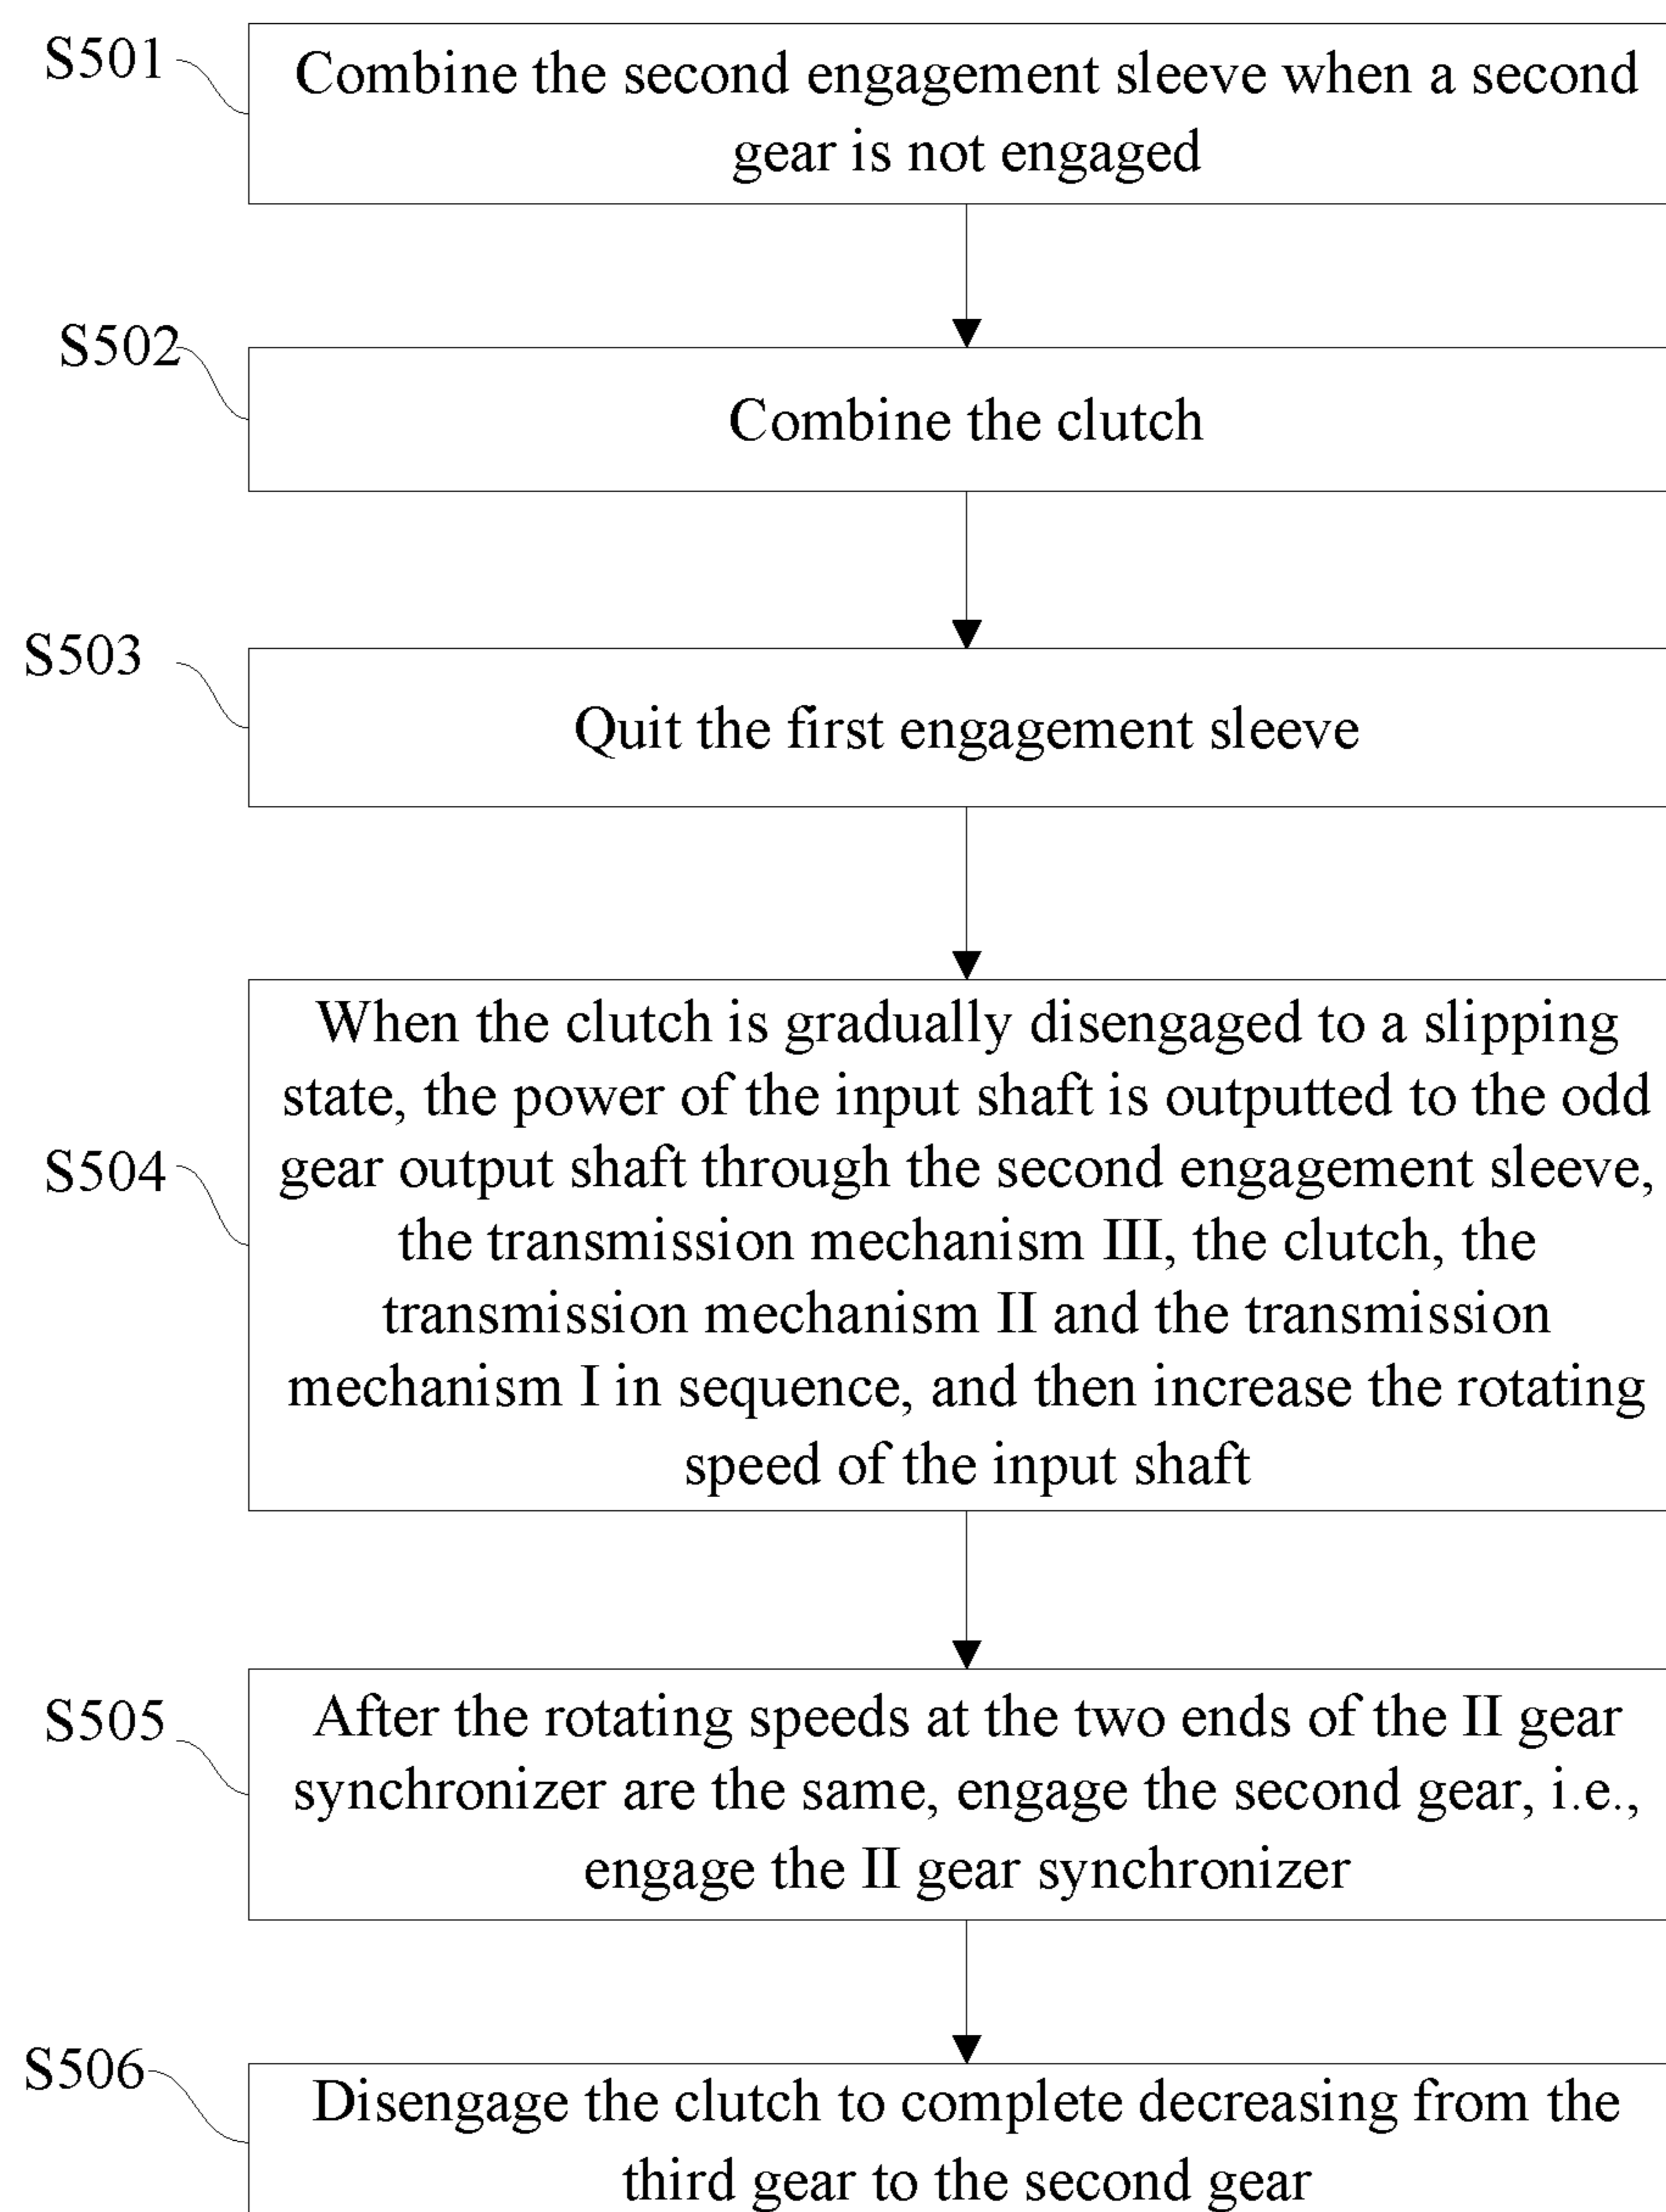 S501
Combine the second engagement sleeve when a second
gear is not engaged
S502
Combine the clutch
S503
Quit the first engagement sleeve
S504
When the clutch is gradually disengaged to a slipping
state, the power of the input shaft is outputted to the odd
gear output shaft through the second engagement sleeve,
the transmission mechanism III, the clutch, the
transmission mechanism II and the transmission
mechanism I in sequence, and then increase the rotating
speed of the input shaft
S505
After the rotating speeds at the two ends of the II gear
synchronizer are the same, engage the second gear, i.e.,
engage the II gear synchronizer
S506
Disengage the clutch to complete decreasing from the
third gear to the second gear